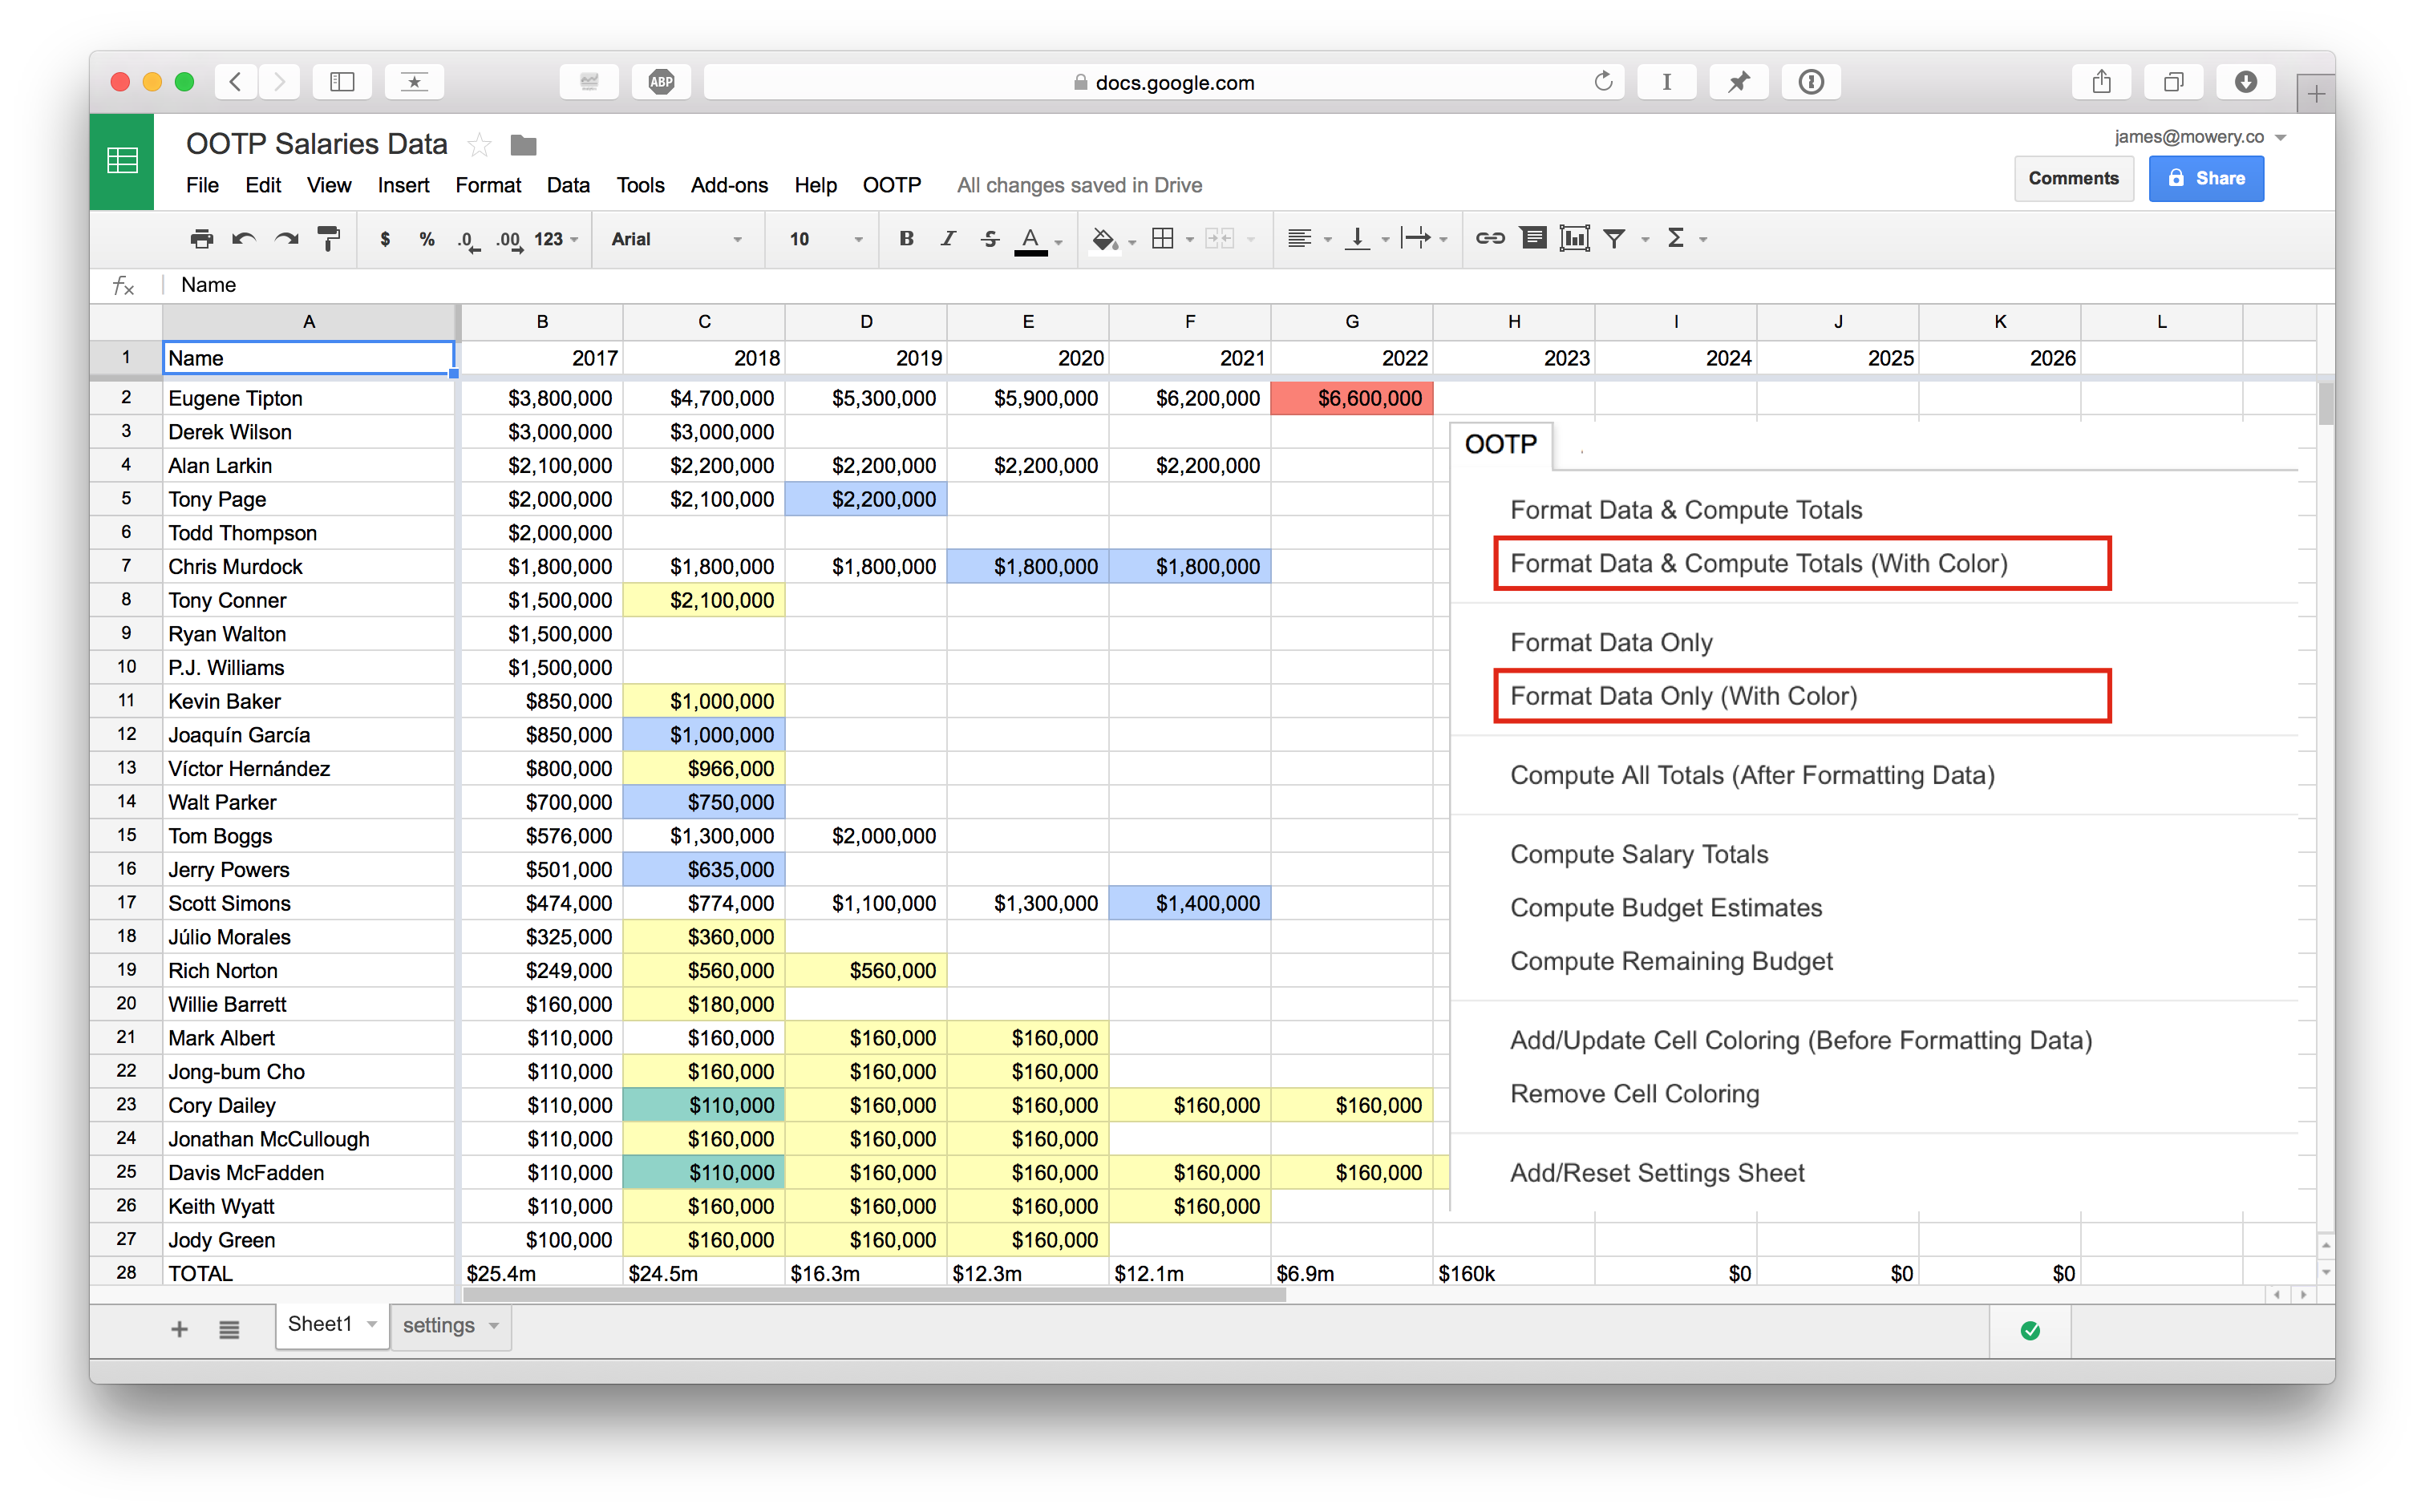 ABP
docs.google.com
OOTP Salaries Data
james@mowery.co
File Edit View Insert Format Data Tools Add-ons Help OOTP All changes saved in Drive
Comments Share
$ % .0 .00 123 Arial 10 B I S A Σ
fx Name
A B C D E F G H I J K L
1 Name 2017 2018 2019 2020 2021 2022 2023 2024 2025 2026
2 Eugene Tipton $3,800,000 $4,700,000 $5,300,000 $5,900,000 $6,200,000 $6,600,000
3 Derek Wilson $3,000,000 $3,000,000
4 Alan Larkin $2,100,000 $2,200,000 $2,200,000 $2,200,000 $2,200,000
5 Tony Page $2,000,000 $2,100,000 $2,200,000
6 Todd Thompson $2,000,000
7 Chris Murdock $1,800,000 $1,800,000 $1,800,000 $1,800,000 $1,800,000
8 Tony Conner $1,500,000 $2,100,000
9 Ryan Walton $1,500,000
10 P.J. Williams $1,500,000
11 Kevin Baker $850,000 $1,000,000
12 Joaquín García $850,000 $1,000,000
13 Víctor Hernández $800,000 $966,000
14 Walt Parker $700,000 $750,000
15 Tom Boggs $576,000 $1,300,000 $2,000,000
16 Jerry Powers $501,000 $635,000
17 Scott Simons $474,000 $774,000 $1,100,000 $1,300,000 $1,400,000
18 Júlio Morales $325,000 $360,000
19 Rich Norton $249,000 $560,000 $560,000
20 Willie Barrett $160,000 $180,000
21 Mark Albert $110,000 $160,000 $160,000 $160,000
22 Jong-bum Cho $110,000 $160,000 $160,000 $160,000
23 Cory Dailey $110,000 $110,000 $160,000 $160,000 $160,000 $160,000
24 Jonathan McCullough $110,000 $160,000 $160,000 $160,000
25 Davis McFadden $110,000 $110,000 $160,000 $160,000 $160,000 $160,000
26 Keith Wyatt $110,000 $160,000 $160,000 $160,000 $160,000
27 Jody Green $100,000 $160,000 $160,000 $160,000
28 TOTAL $25.4m $24.5m $16.3m $12.3m $12.1m $6.9m $160k $0 $0 $0
OOTP
Format Data & Compute Totals
Format Data & Compute Totals (With Color)
Format Data Only
Format Data Only (With Color)
Compute All Totals (After Formatting Data)
Compute Salary Totals
Compute Budget Estimates
Compute Remaining Budget
Add/Update Cell Coloring (Before Formatting Data)
Remove Cell Coloring
Add/Reset Settings Sheet
Sheet1 settings